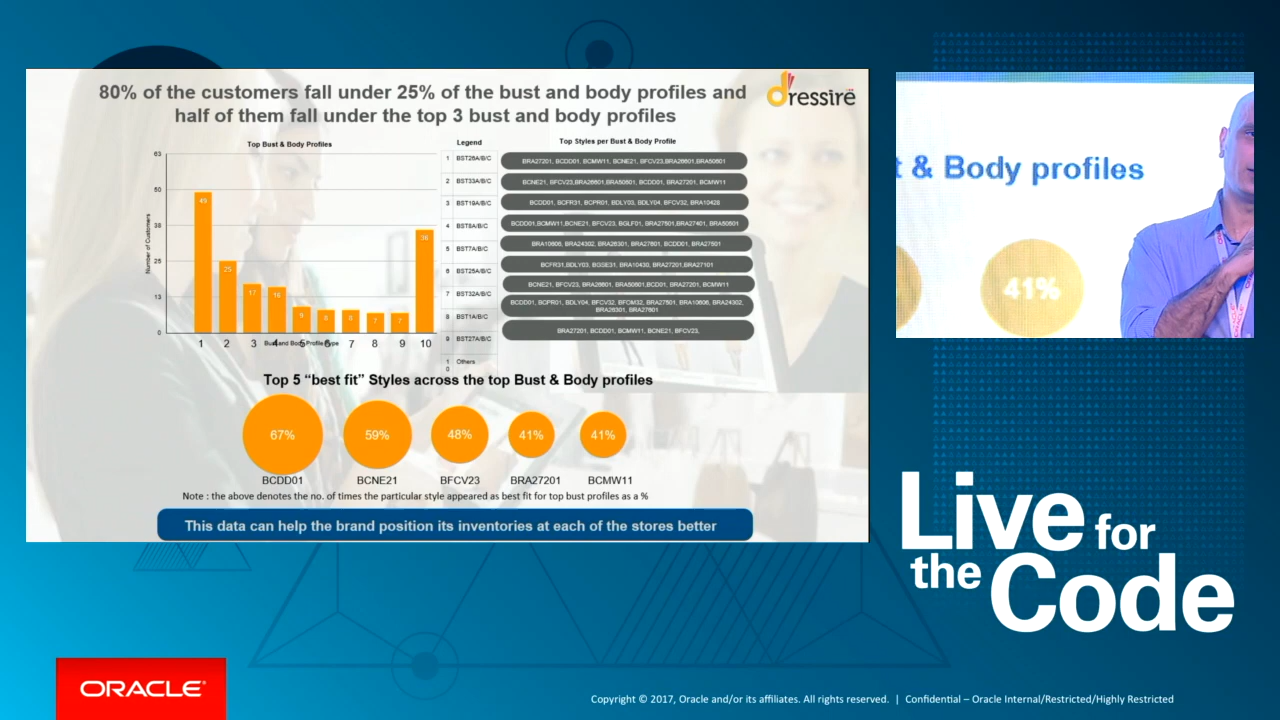 80% of the customers fall under 25% of the bust and body profiles and
half of them fall under the top 3 bust and body profiles
dressire
Top Bust & Body Profiles
63
50
38
25
13
0
Number of Customers
49
25
17
16
9
8
8
7
7
36
1 2 3 4 5 6 7 8 9 10
Bust and Body Profile Type
Legend
1 BST26A/B/C
2 BST33A/B/C
3 BST19A/B/C
4 BST8A/B/C
5 BST7A/B/C
6 BST25A/B/C
7 BST32A/B/C
8 BST1A/B/C
9 BST27A/B/C
10 Others
Top Styles per Bust & Body Profile
BRA27201, BCDD01, BCMW11, BCNE21, BFCV23,BRA26601,BRA50601
BCNE21, BFCV23,BRA26601,BRA50601, BCDD01, BRA27201, BCMW11
BCDD01, BCFR31, BCPR01, BDLY03, BDLY04, BFCV32, BRA10428
BCDD01,BCMW11,BCNE21, BFCV23, BGLF01, BRA27501,BRA27401, BRA50601
BRA10606, BRA24302, BRA26301, BRA27601, BCDD01, BRA27501
BCFR31,BDLY03, BGSE31, BRA10430, BRA27201,BRA27101
BCNE21, BFCV23, BRA26601, BRA50601,BCD01, BRA27201, BCMW11
BCDD01, BCPR01, BDLY04, BFCV32, BFOM32, BRA27501, BRA10606, BRA24302,
BRA26301, BRA27601
BRA27201, BCDD01, BCMW11, BCNE21, BFCV23,
Top 5 “best fit” Styles across the top Bust & Body profiles
67% 59% 48% 41% 41%
BCDD01 BCNE21 BFCV23 BRA27201 BCMW11
Note : the above denotes the no. of times the particular style appeared as best fit for top bust profiles as a %
This data can help the brand position its inventories at each of the stores better
t & Body profiles
41%
Live for
the Code
ORACLE®
Copyright © 2017, Oracle and/or its affiliates. All rights reserved. | Confidential – Oracle Internal/Restricted/Highly Restricted